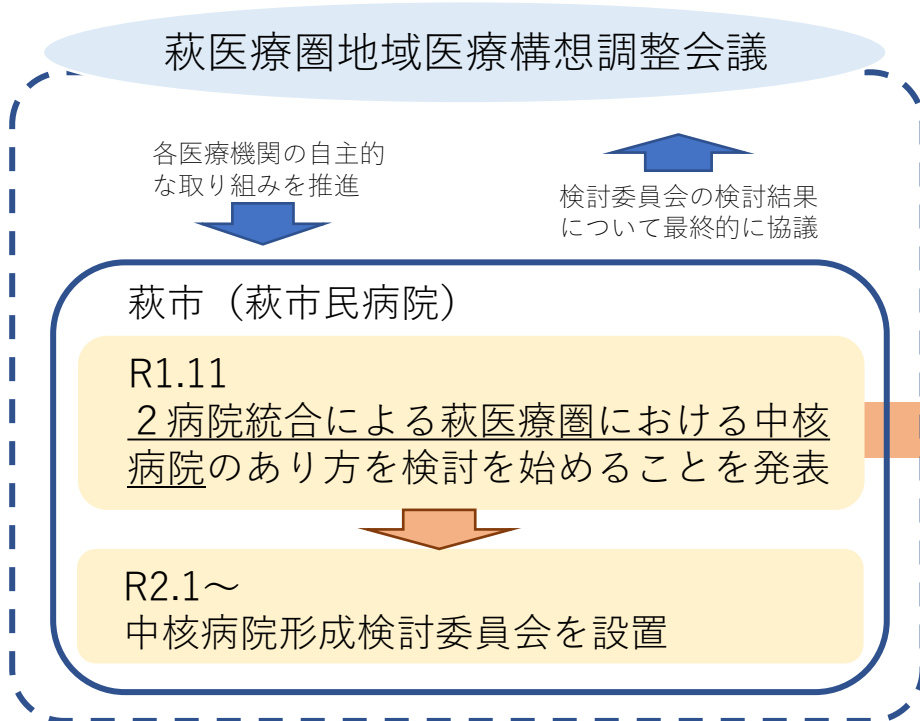 萩医療圏地域医療構想調整会議
各医療機関の自主的
な取り組みを推進
検討委員会の検討結果
について最終的に協議
萩市（萩市民病院）
R1.11
２病院統合による萩医療圏における中核
病院のあり方を検討を始めることを発表
R2.1～
中核病院形成検討委員会を設置